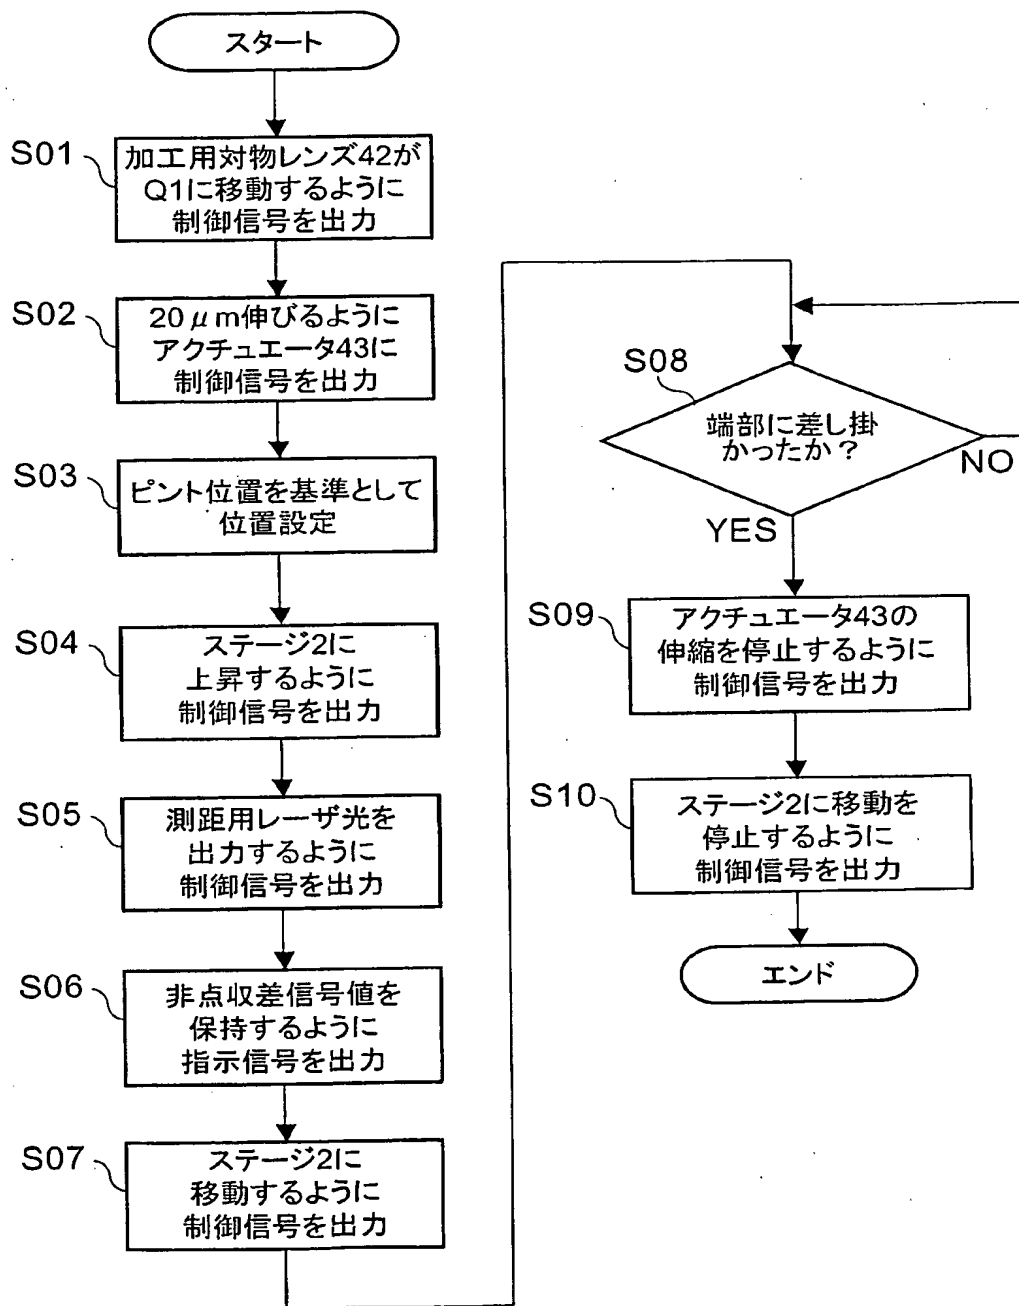 スタート
S01
加工用対物レンズ42が
Q1に移動するように
制御信号を出力
S02
20μm伸びるように
アクチュエータ43に
制御信号を出力
S03
ピント位置を基準として
位置設定
S04
ステージ2に
上昇するように
制御信号を出力
S05
測距用レーザ光を
出力するように
制御信号を出力
S06
非点収差信号値を
保持するように
指示信号を出力
S07
ステージ2に
移動するように
制御信号を出力
S08
端部に差し掛
かったか？
NO
YES
S09
アクチュエータ43の
伸縮を停止するように
制御信号を出力
S10
ステージ2に移動を
停止するように
制御信号を出力
エンド